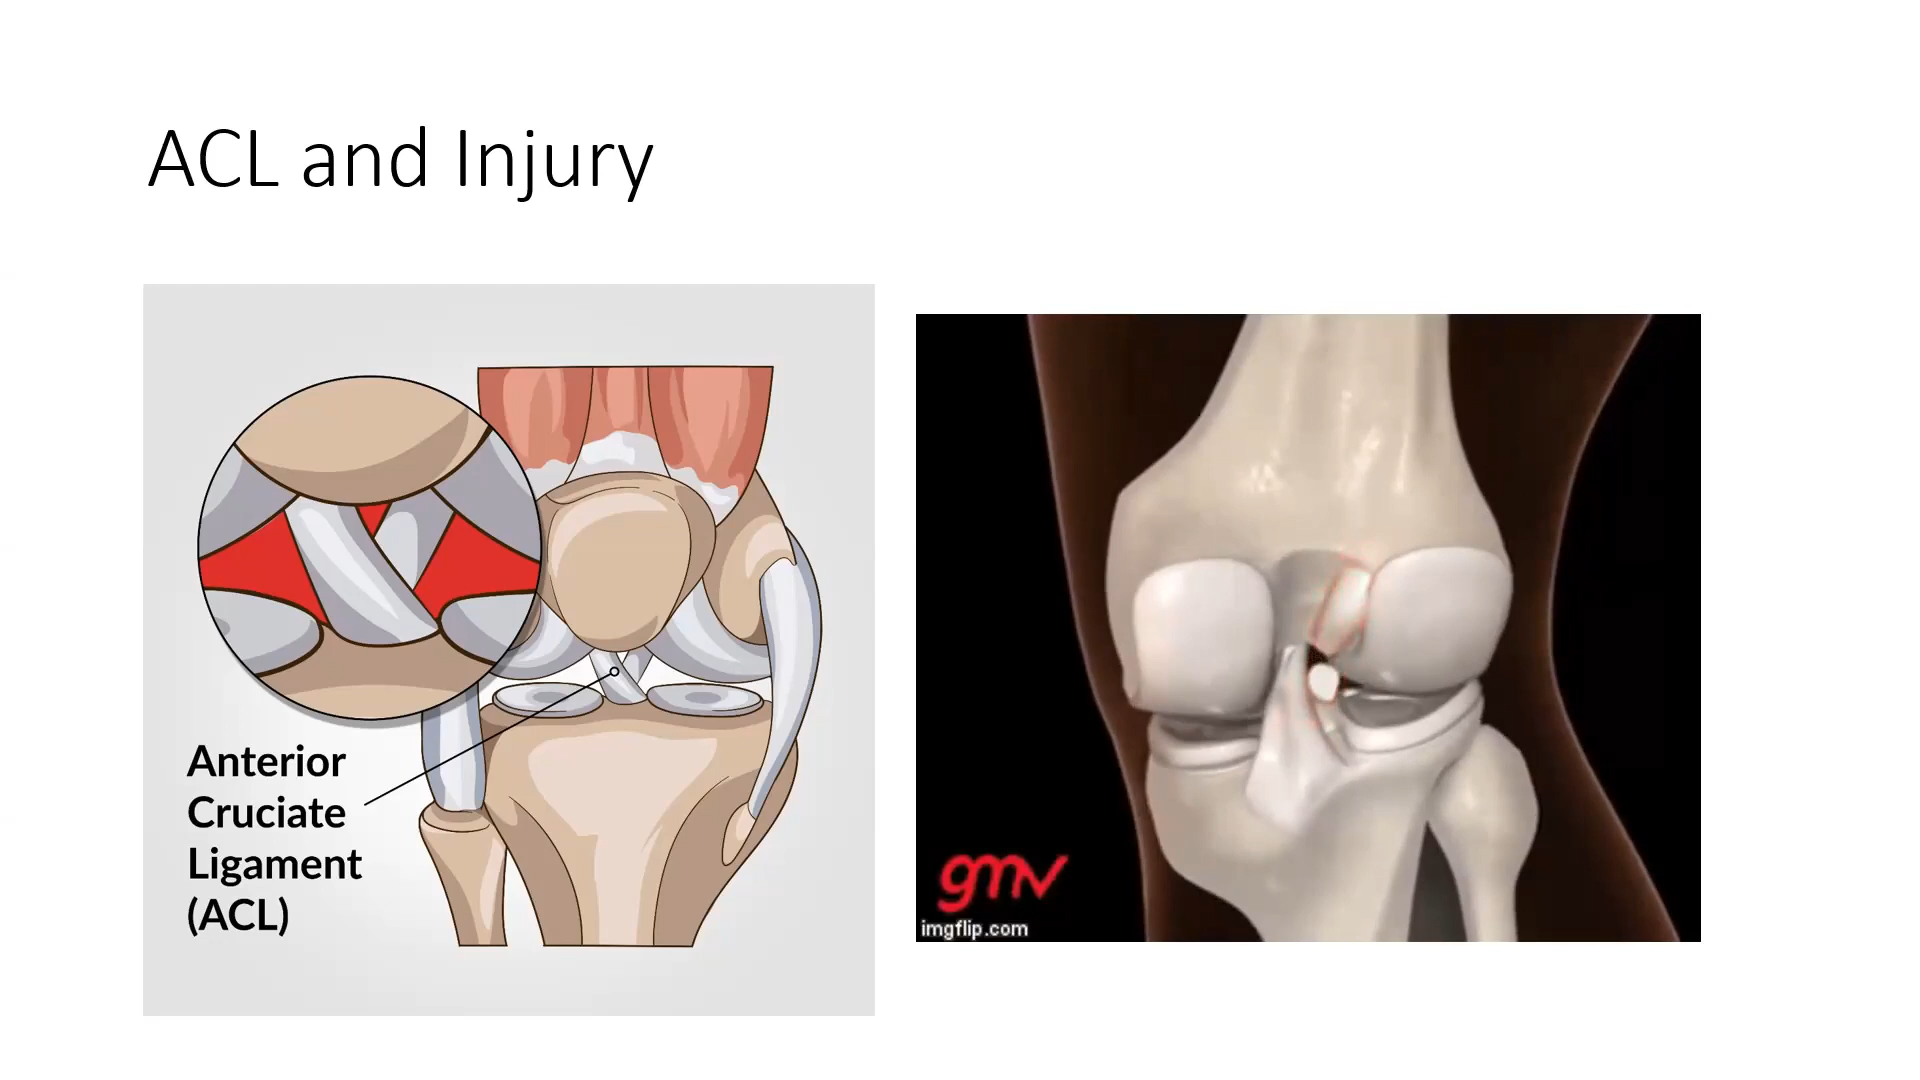 ACL and Injury
Anterior
Cruciate
Ligament
(ACL)
gmv
imgflip.com